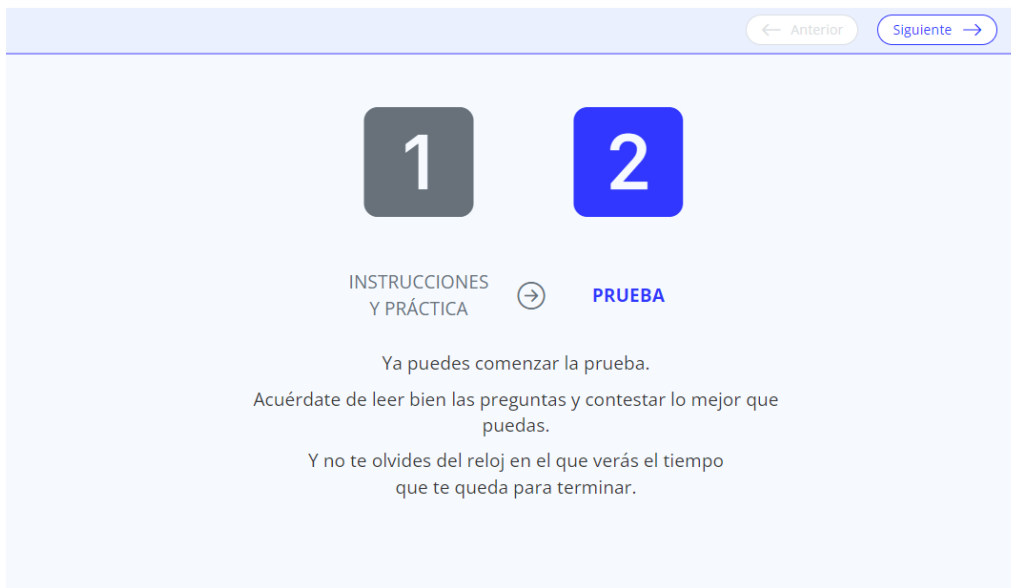 Anterior
Siguiente
1
2
INSTRUCCIONES
Y PRÁCTICA
PRUEBA
Ya puedes comenzar la prueba.
Acuérdate de leer bien las preguntas y contestar lo mejor que
puedas.
Y no te olvides del reloj en el que verás el tiempo
que te queda para terminar.